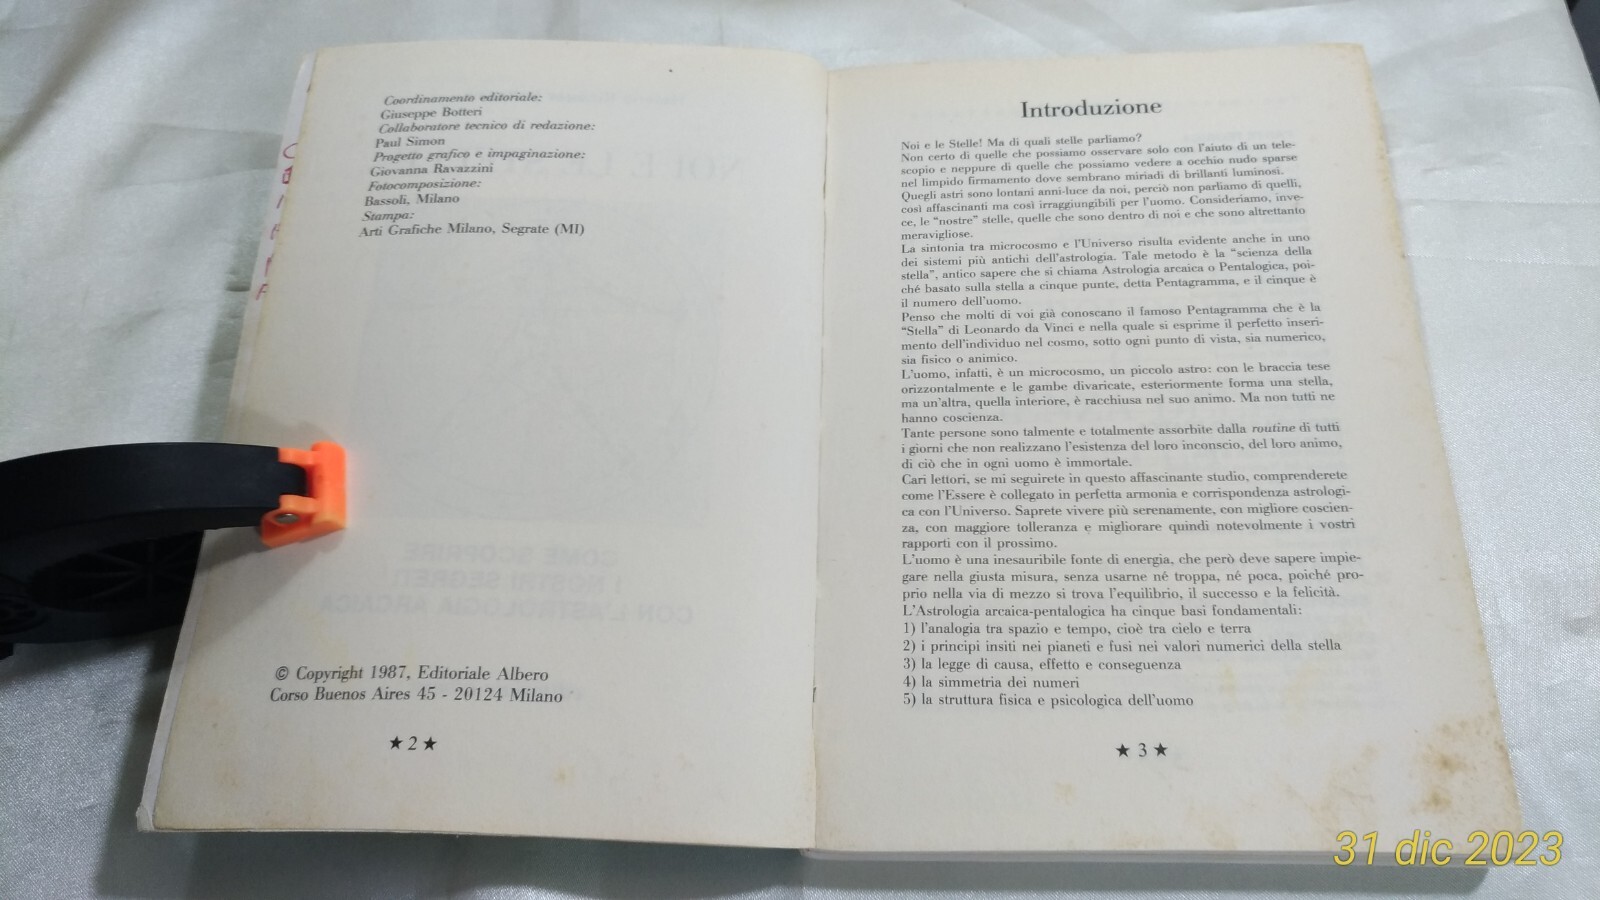 Coordinamento editoriale:
Giuseppe Botteri
Collaboratore tecnico di redazione:
Paul Simon
Progetto grafico e impaginazione:
Giovanna Ravazzini
Fotocomposizione:
Bassoli, Milano
Stampa:
Arti Grafiche Milano, Segrate (MI)
COME SCOPRIRE
I NOSTRI SEGRETI
CON L'ASTROLOGIA ARCAICA
© Copyright 1987, Editoriale Albero
Corso Buenos Aires 45 - 20124 Milano
★ 2 ★
Introduzione
Noi e le Stelle! Ma di quali stelle parliamo?
Non certo di quelle che possiamo osservare solo con l'aiuto di un tele-
scopio e neppure di quelle che possiamo vedere a occhio nudo sparse
nel limpido firmamento dove sembrano miriadi di brillanti luminosi.
Quegli astri sono lontani anni-luce da noi, perciò non parliamo di quelli,
così affascinanti ma così irraggiungibili per l'uomo. Consideriamo, inve-
ce, le “nostre” stelle, quelle che sono dentro di noi e che sono altrettanto
meravigliose.
La sintonia tra microcosmo e l'Universo risulta evidente anche in uno
dei sistemi più antichi dell'astrologia. Tale metodo è la “scienza della
stella”, antico sapere che si chiama Astrologia arcaica o Pentalogica, poi-
ché basato sulla stella a cinque punte, detta Pentagramma, e il cinque è
il numero dell'uomo.
Penso che molti di voi già conoscano il famoso Pentagramma che è la
“Stella” di Leonardo da Vinci e nella quale si esprime il perfetto inseri-
mento dell'individuo nel cosmo, sotto ogni punto di vista, sia numerico,
sia fisico o animico.
L'uomo, infatti, è un microcosmo, un piccolo astro: con le braccia tese
orizzontalmente e le gambe divaricate, esteriormente forma una stella,
ma un'altra, quella interiore, è racchiusa nel suo animo. Ma non tutti ne
hanno coscienza.
Tante persone sono talmente e totalmente assorbite dalla routine di tutti
i giorni che non realizzano l'esistenza del loro inconscio, del loro animo,
di ciò che in ogni uomo è immortale.
Cari lettori, se mi seguirete in questo affascinante studio, comprenderete
come l'Essere è collegato in perfetta armonia e corrispondenza astrologi-
ca con l'Universo. Saprete vivere più serenamente, con migliore coscien-
za, con maggiore tolleranza e migliorare quindi notevolmente i vostri
rapporti con il prossimo.
L'uomo è una inesauribile fonte di energia, che però deve sapere impie-
gare nella giusta misura, senza usarne né troppa, né poca, poiché pro-
prio nella via di mezzo si trova l'equilibrio, il successo e la felicità.
L'Astrologia arcaica-pentalogica ha cinque basi fondamentali:
1) l'analogia tra spazio e tempo, cioè tra cielo e terra
2) i principi insiti nei pianeti e fusi nei valori numerici della stella
3) la legge di causa, effetto e conseguenza
4) la simmetria dei numeri
5) la struttura fisica e psicologica dell'uomo
★ 3 ★
31 dic 2023